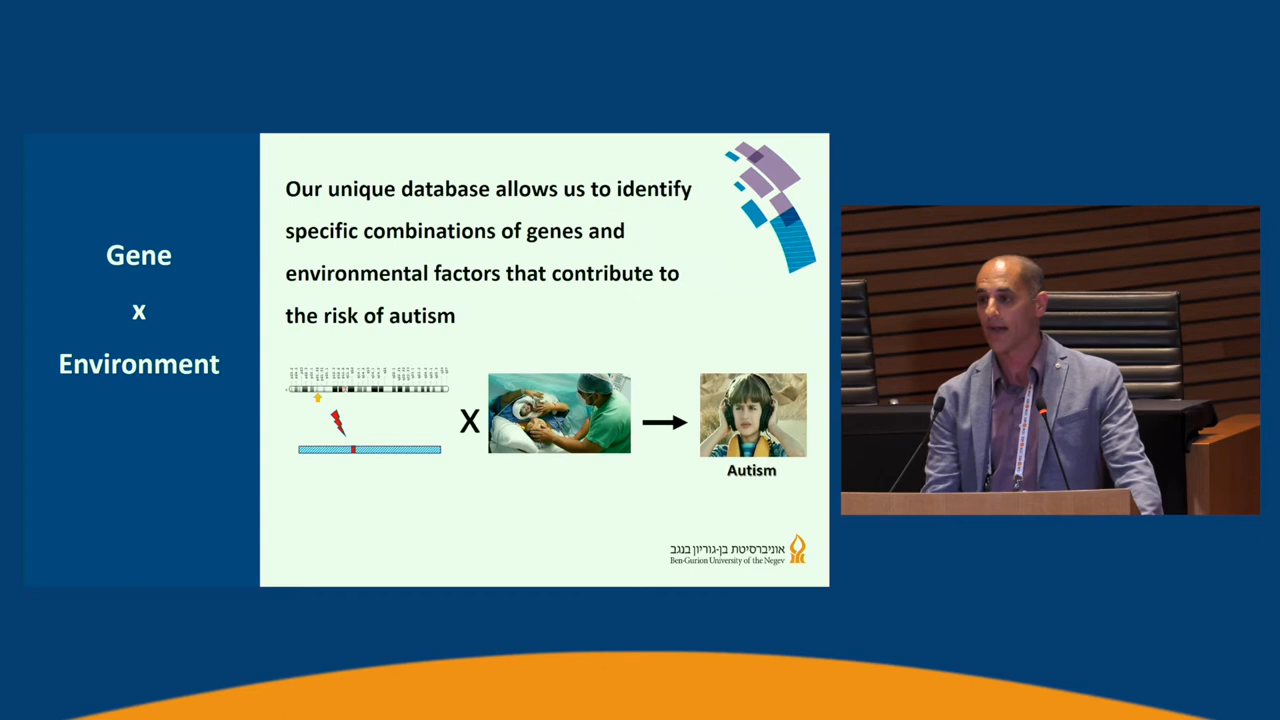 Gene
x
Environment
Our unique database allows us to identify
specific combinations of genes and
environmental factors that contribute to
the risk of autism
X
Autism
אוניברסיטת בן-גוריון בנגב
Ben-Gurion University of the Negev